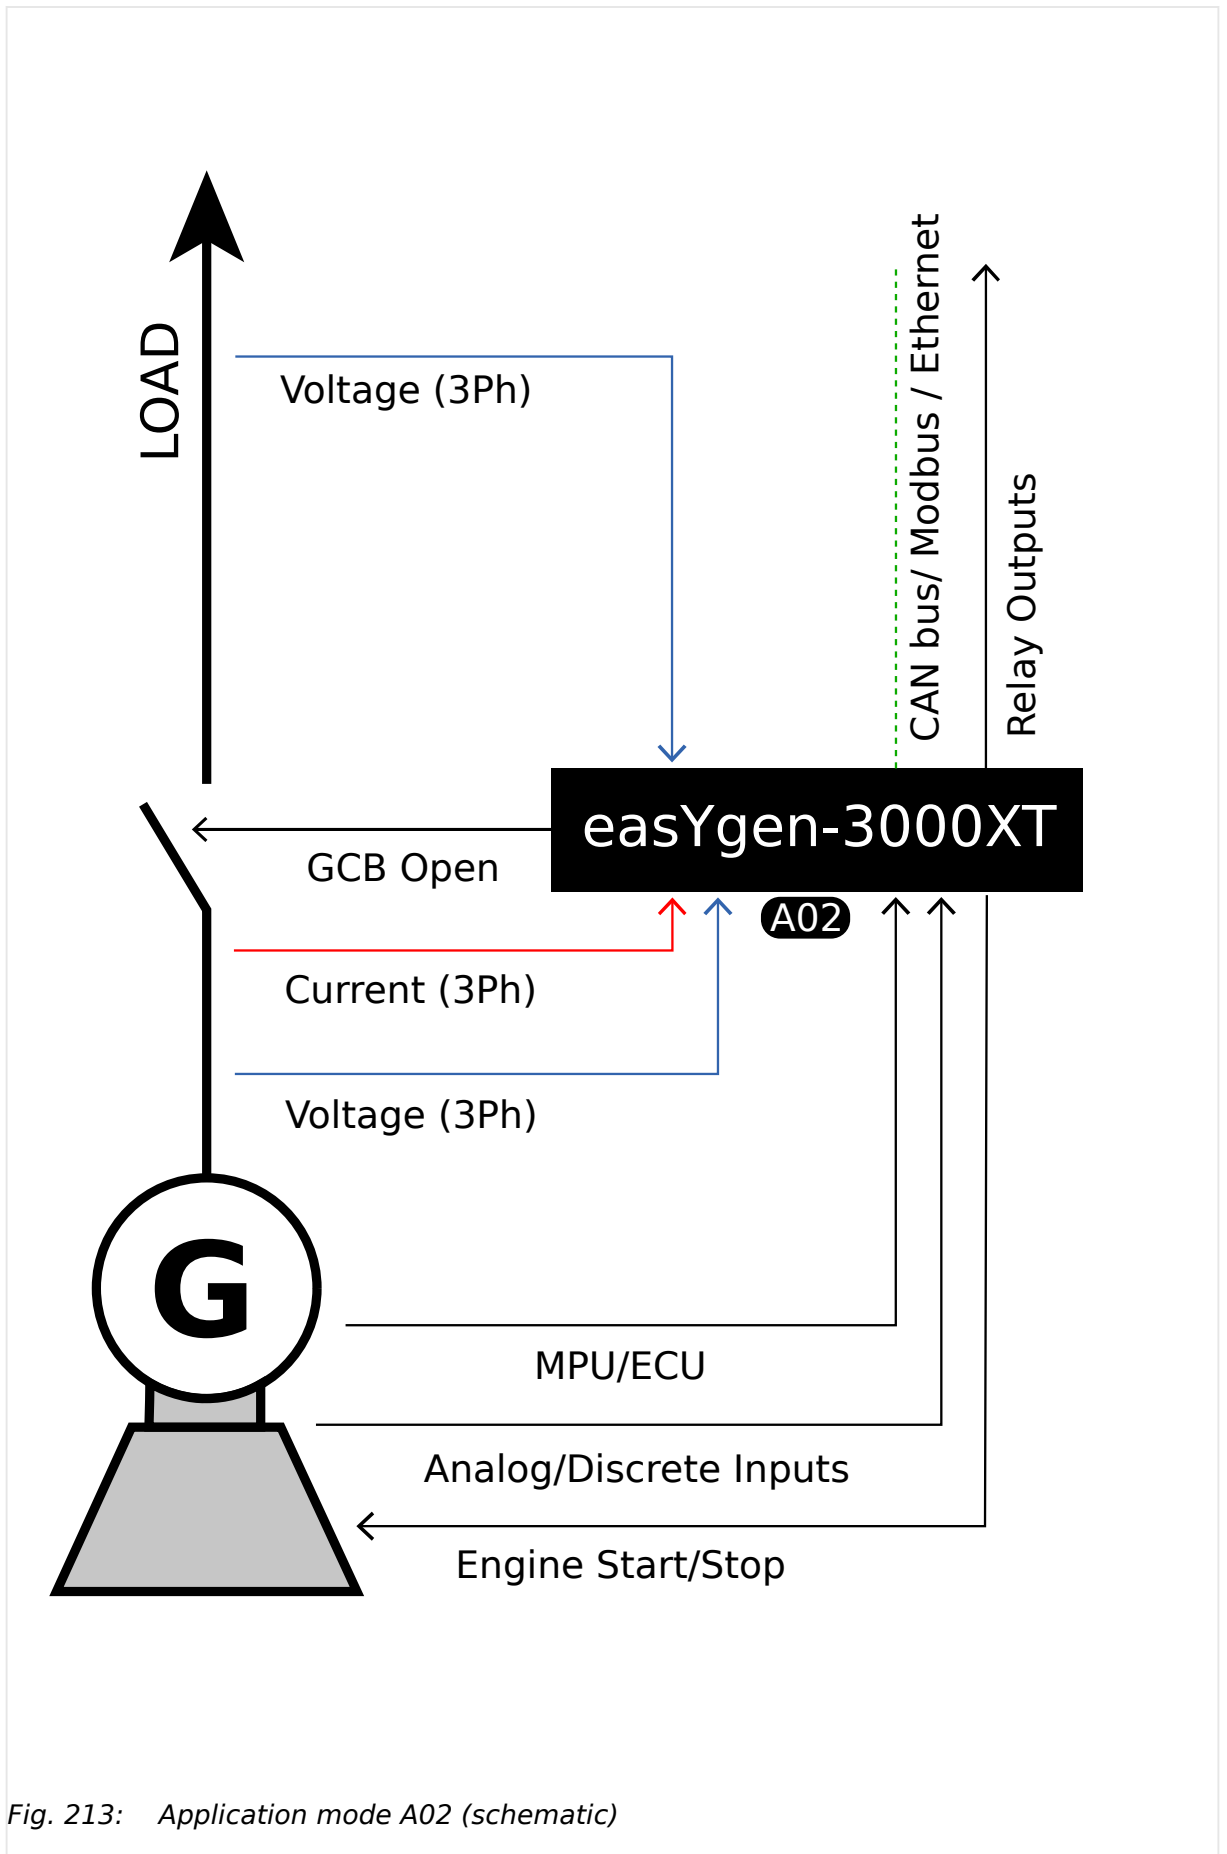 LOAD
Voltage (3Ph)
CAN bus/ Modbus / Ethernet
Relay Outputs
easYgen-3000XT
GCB Open
A02
Current (3Ph)
Voltage (3Ph)
G
MPU/ECU
Analog/Discrete Inputs
Engine Start/Stop
Fig. 213: Application mode A02 (schematic)